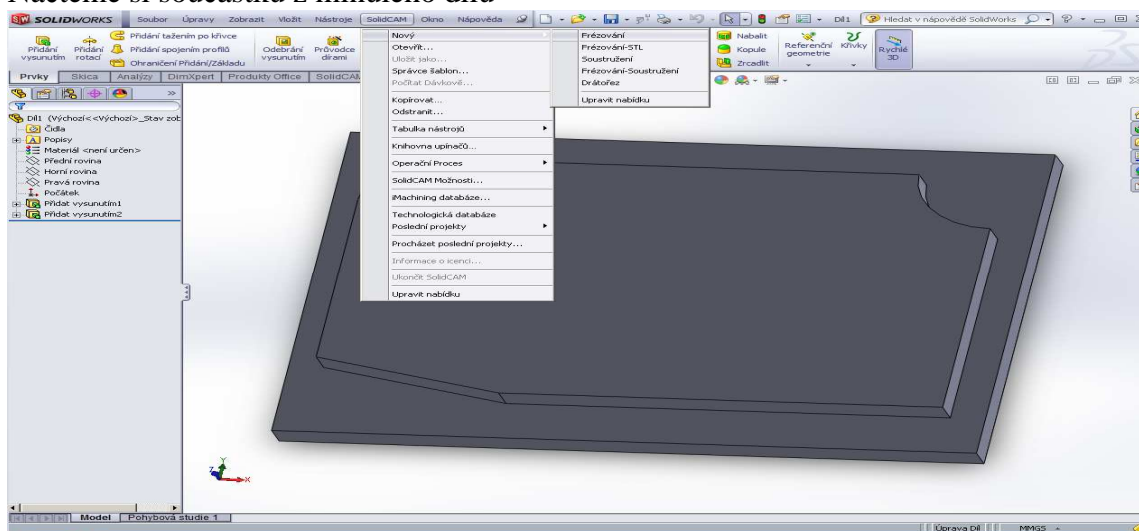 Načteme si součástku z minulého dílu
SOLIDWORKS Soubor Úpravy Zobrazit Vložit Nástroje SolidCAM Okno Nápověda Díl1 Hledat v nápovědě SolidWorks
Přidání vysunutím
Přidání rotací
Přidání tažením po křivce
Přidání spojením profilů
Ohraničení Přidání/Základu
Odebrání vysunutím
Průvodce dírami
Nabalit
Kopule
Zrcadlit
Referenční geometrie
Křivky
Rychlé 3D
Prvky Skica Analýzy DimXpert Produkty Office
Nový
Otevřít...
Uložit jako...
Správce šablon...
Počítat Dávkově...
Kopírovat...
Odstranit...
Tabulka nástrojů
Knihovna upínačů...
Operační Proces
SolidCAM Možnosti...
iMachining databáze...
Technologická databáze
Poslední projekty
Procházet poslední projekty...
Informace o licenci...
Ukončit SolidCAM
Upravit nabídku
Frézování
Frézování-STL
Soustružení
Frézování-Soustružení
Drátořez
Upravit nabídku
Díl1 (Výchozí<<Výchozí>_Stav zob
Čidla
Popisy
Materiál <není určen>
Přední rovina
Horní rovina
Pravá rovina
Počátek
Přidat vysunutím1
Přidat vysunutím2
Y
Z
X
Model Pohybová studie 1
Úprava Díl MMGS